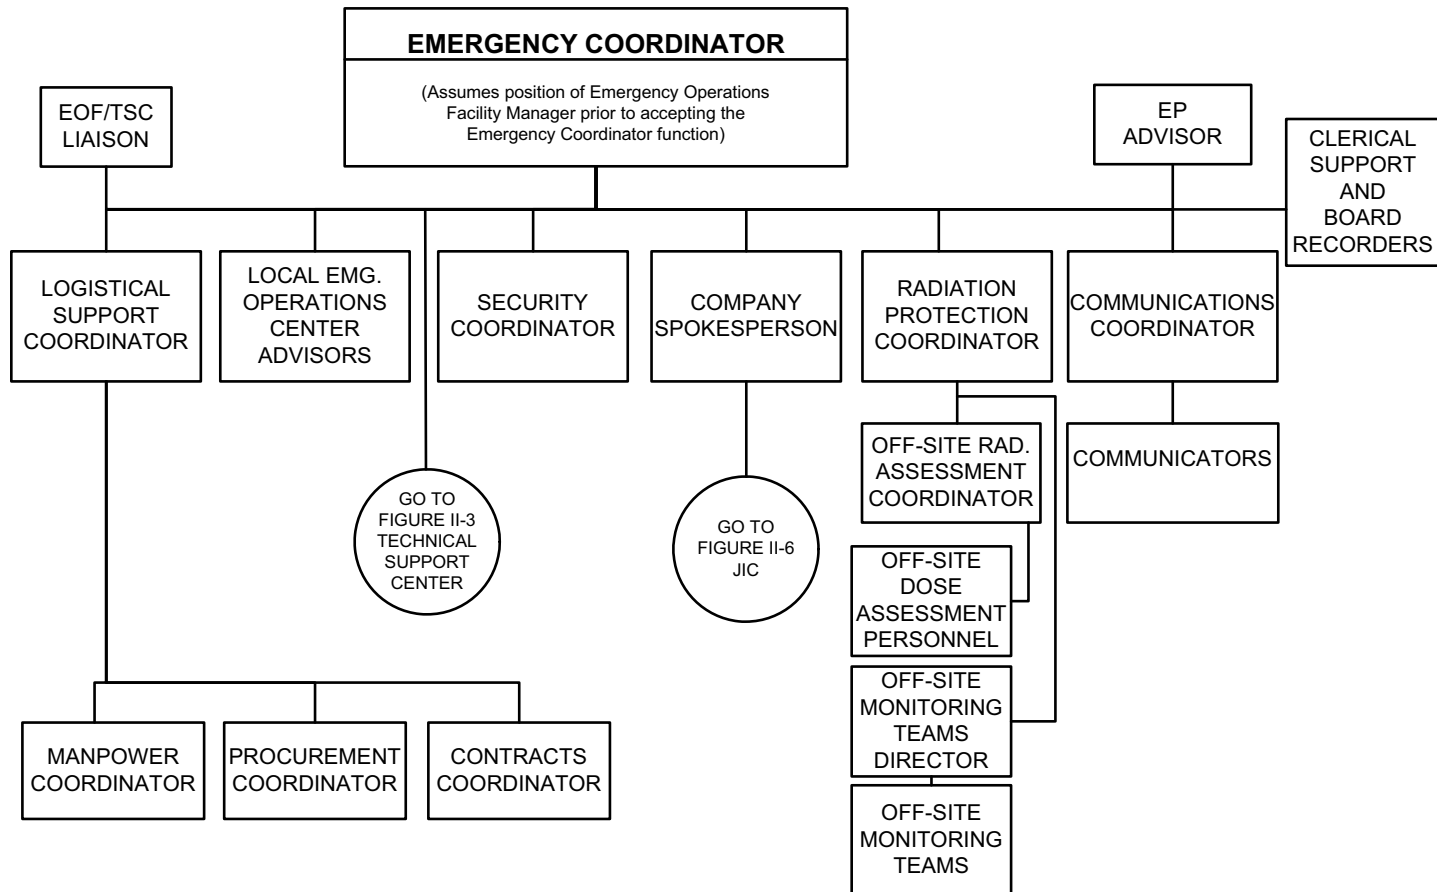 EMERGENCY COORDINATOR
(Assumes position of Emergency Operations
Facility Manager prior to accepting the
Emergency Coordinator function)
EOF/TSC
LIAISON
EP
ADVISOR
CLERICAL
SUPPORT
AND
BOARD
RECORDERS
LOGISTICAL
SUPPORT
COORDINATOR
LOCAL EMG.
OPERATIONS
CENTER
ADVISORS
SECURITY
COORDINATOR
COMPANY
SPOKESPERSON
RADIATION
PROTECTION
COORDINATOR
COMMUNICATIONS
COORDINATOR
GO TO
FIGURE II-3
TECHNICAL
SUPPORT
CENTER
GO TO
FIGURE II-6
JIC
OFF-SITE RAD.
ASSESSMENT
COORDINATOR
COMMUNICATORS
OFF-SITE
DOSE
ASSESSMENT
PERSONNEL
OFF-SITE
MONITORING
TEAMS
DIRECTOR
OFF-SITE
MONITORING
TEAMS
MANPOWER
COORDINATOR
PROCUREMENT
COORDINATOR
CONTRACTS
COORDINATOR